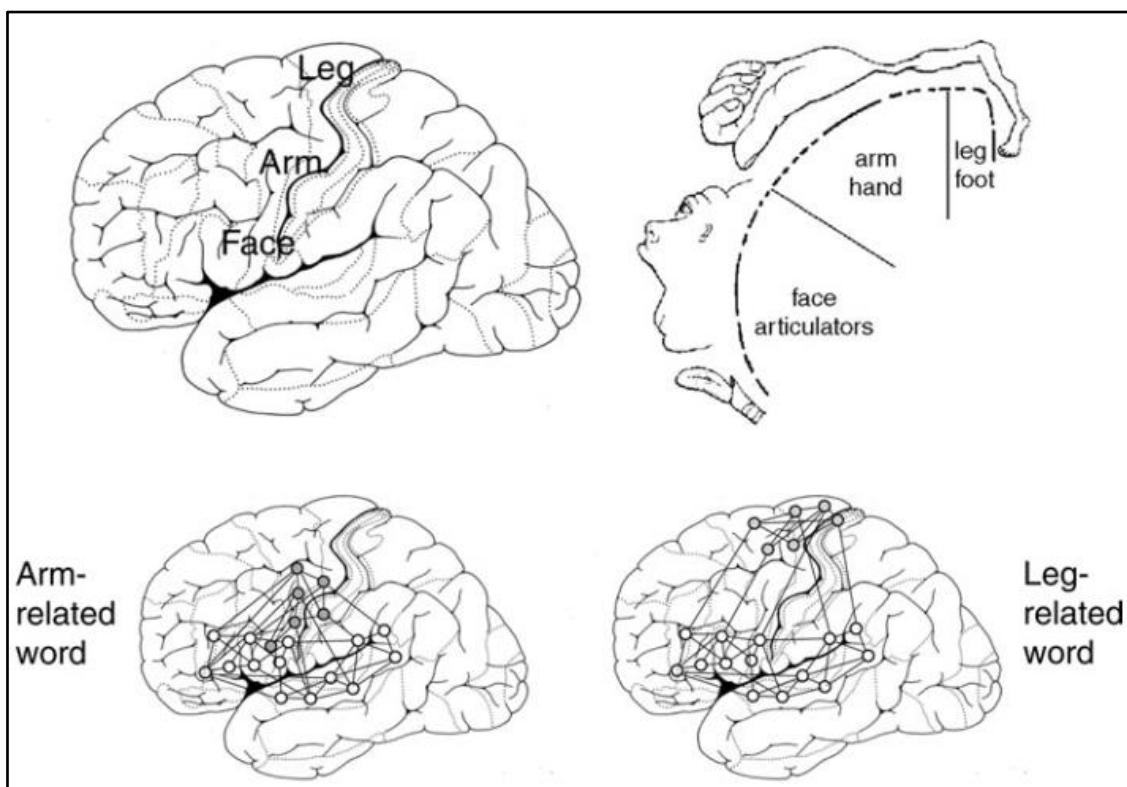 Leg
Arm
Face
arm
hand
leg
foot
face
articulators
Arm-
related
word
Leg-
related
word